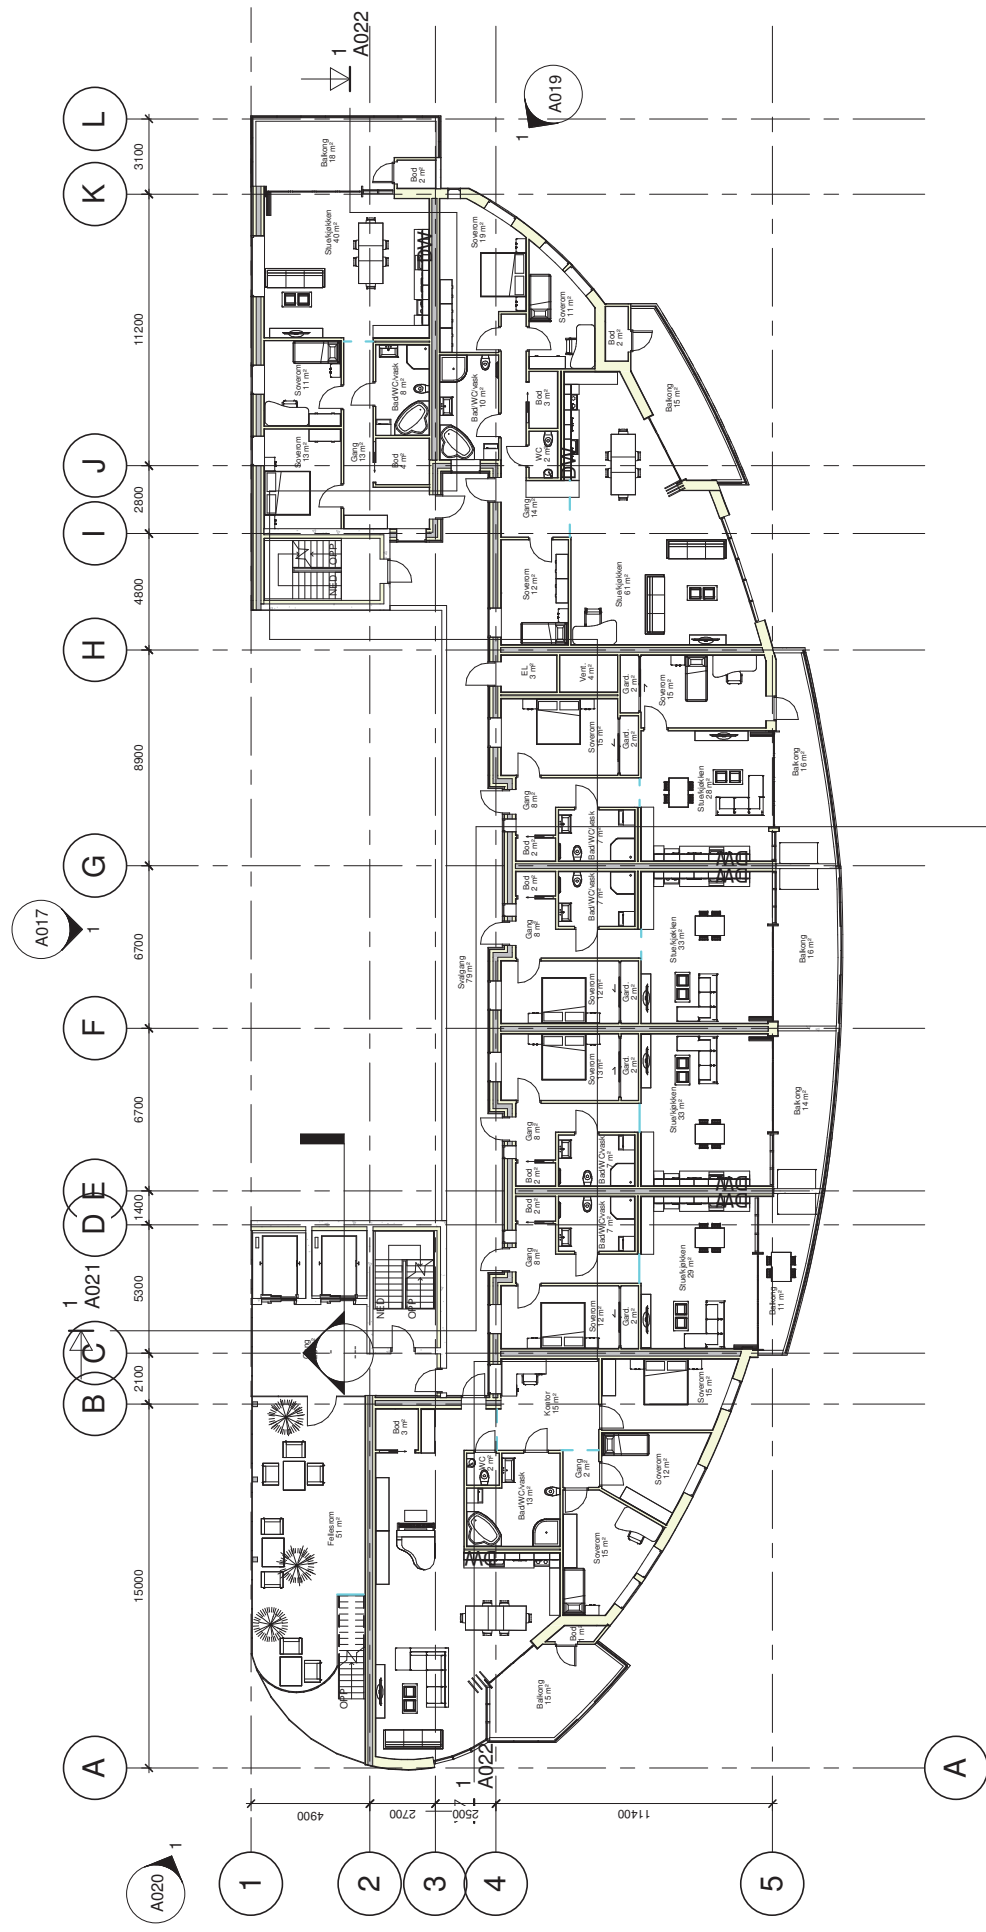 1
A022
A019
1
L
K
J
I
H
G
F
E
D
C
B
A
3100
11200
2800
4800
8900
6700
6700
1400
5300
2100
15000
A017
1
1
A021
Balkong
18 m²
Bod
2 m²
Stue/kjøkken
40 m²
DW
Soverom
19 m²
Soverom
11 m²
Soverom
11 m²
Bad/WC/vask
8 m²
Bad/WC/vask
10 m²
Bod
3 m²
Bod
2 m²
Balkong
15 m²
Soverom
13 m²
Gang
13 m²
Bod
4 m²
WC
2 m²
DW
Gang
14 m²
NED
OPP
Soverom
12 m²
Stue/kjøkken
61 m²
EL
3 m²
Vent.
4 m²
Gard.
2 m²
Soverom
15 m²
Soverom
15 m²
Gard.
2 m²
Stue/kjøkken
28 m²
Balkong
16 m²
Gang
8 m²
Bod
2 m²
Bad/WC/vask
7 m²
DW
DW
Bod
2 m²
Bad/WC/vask
7 m²
Gang
8 m²
Stue/kjøkken
33 m²
Balkong
16 m²
Svalgang
79 m²
Soverom
12 m²
Gard.
2 m²
Soverom
13 m²
Gard.
2 m²
Stue/kjøkken
33 m²
Balkong
14 m²
Gang
8 m²
Bod
2 m²
Bad/WC/vask
7 m²
DW
DW
Bod
2 m²
Bad/WC/vask
7 m²
Gang
8 m²
Stue/kjøkken
29 m²
Balkong
11 m²
NED
OPP
Soverom
12 m²
Gard.
2 m²
Kontor
15 m²
Soverom
15 m²
Bod
3 m²
WC
2 m²
Bad/WC/vask
13 m²
Gang
2 m²
Soverom
12 m²
Fellesrom
51 m²
DW
Soverom
15 m²
OPP
Bod
1 m²
Balkong
15 m²
1
A022
4900
2700
2500
11400
A020
1
1
2
3
4
5
A